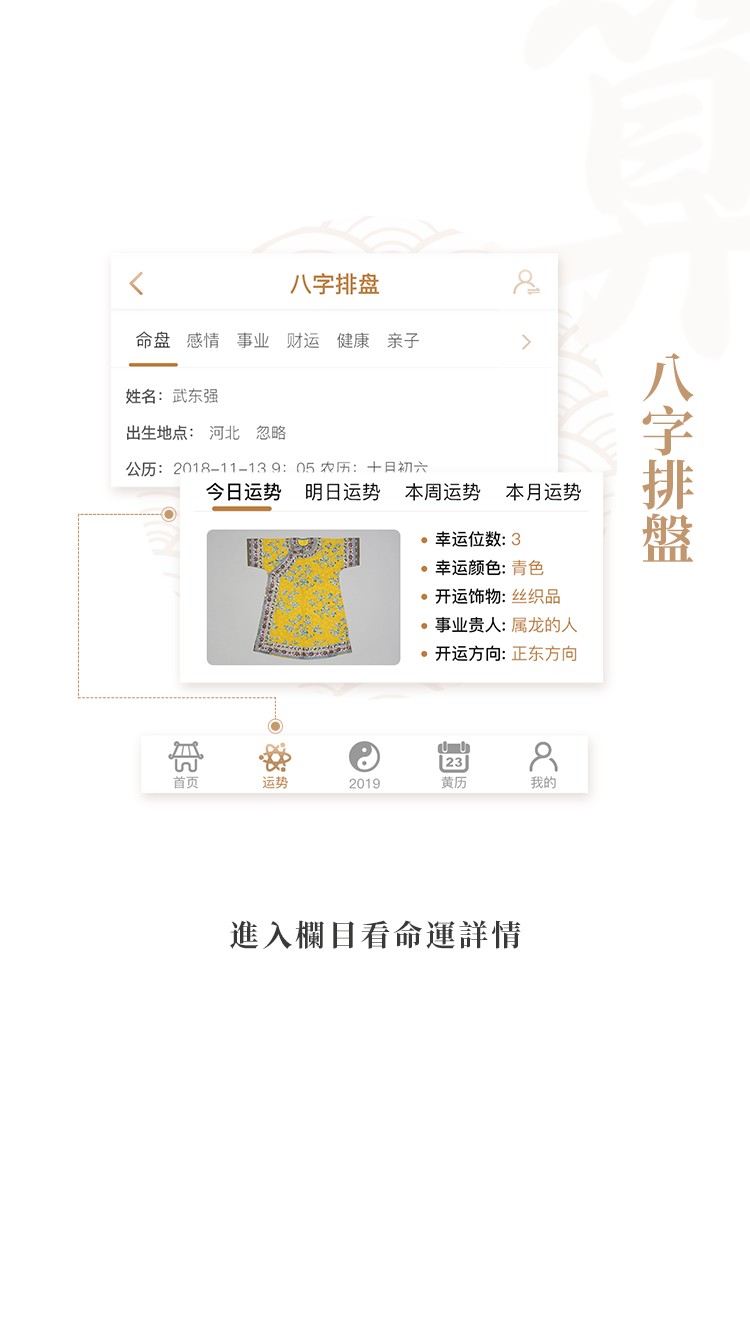 算
八字排盘
命盘 感情 事业 财运 健康 亲子
姓名: 武东强
出生地点: 河北 忽略
公历: 2018-11-13 9: 05 农历: 十月初六
八字排盤
今日运势 明日运势 本周运势 本月运势
幸运位数: 3
幸运颜色: 青色
开运饰物: 丝织品
事业贵人: 属龙的人
开运方向: 正东方向
23
首页 运势 2019 黄历 我的
進入欄目看命運詳情